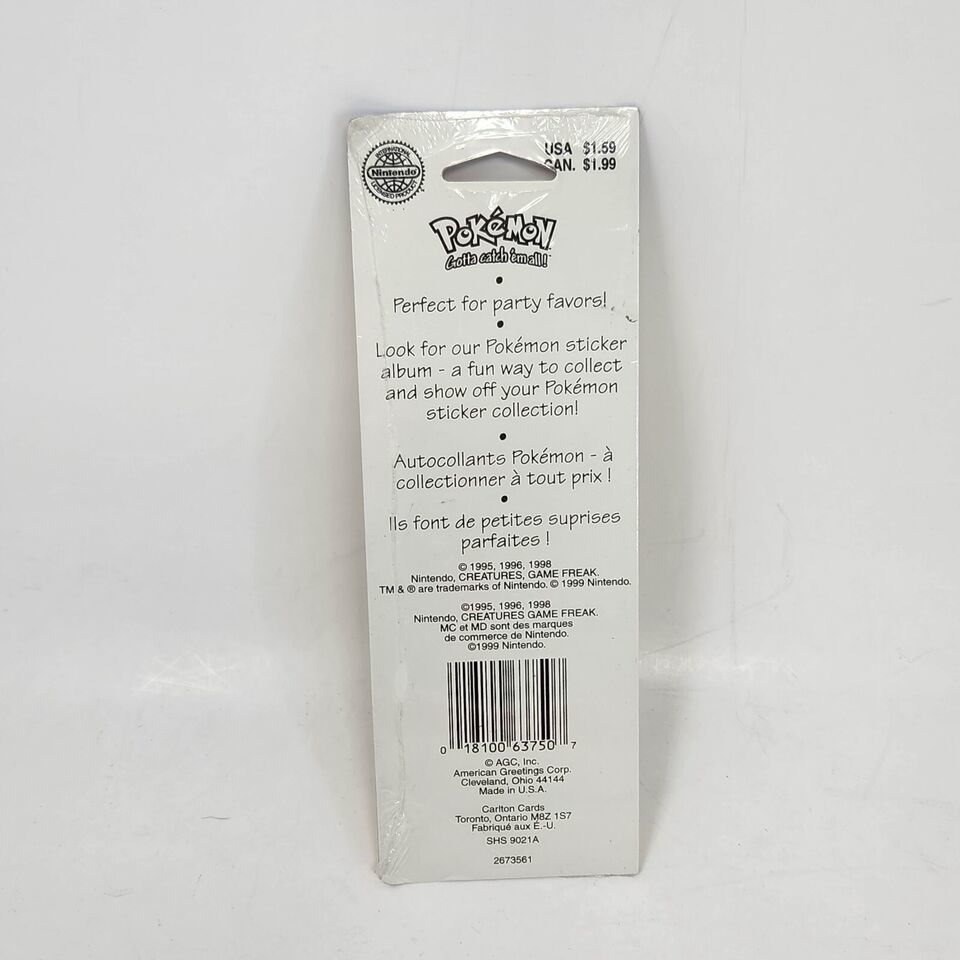 INTERNATIONAL
Nintendo
LICENSED PRODUCT
USA $1.59
CAN. $1.99
POKéMON
Gotta catch 'em all!
Perfect for party favors!
Look for our Pokémon sticker
album - a fun way to collect
and show off your Pokémon
sticker collection!
Autocollants Pokémon - à
collectionner à tout prix !
Ils font de petites suprises
parfaites !
© 1995, 1996, 1998
Nintendo, CREATURES, GAME FREAK.
TM & ® are trademarks of Nintendo. © 1999 Nintendo.
©1995, 1996, 1998
Nintendo, CREATURES GAME FREAK.
MC et MD sont des marques
de commerce de Nintendo.
©1999 Nintendo.
0 18100 63750 7
© AGC, Inc.
American Greetings Corp.
Cleveland, Ohio 44144
Made in U.S.A.
Carlton Cards
Toronto, Ontario M8Z 1S7
Fabriqué aux É.-U.
SHS 9021A
2673561